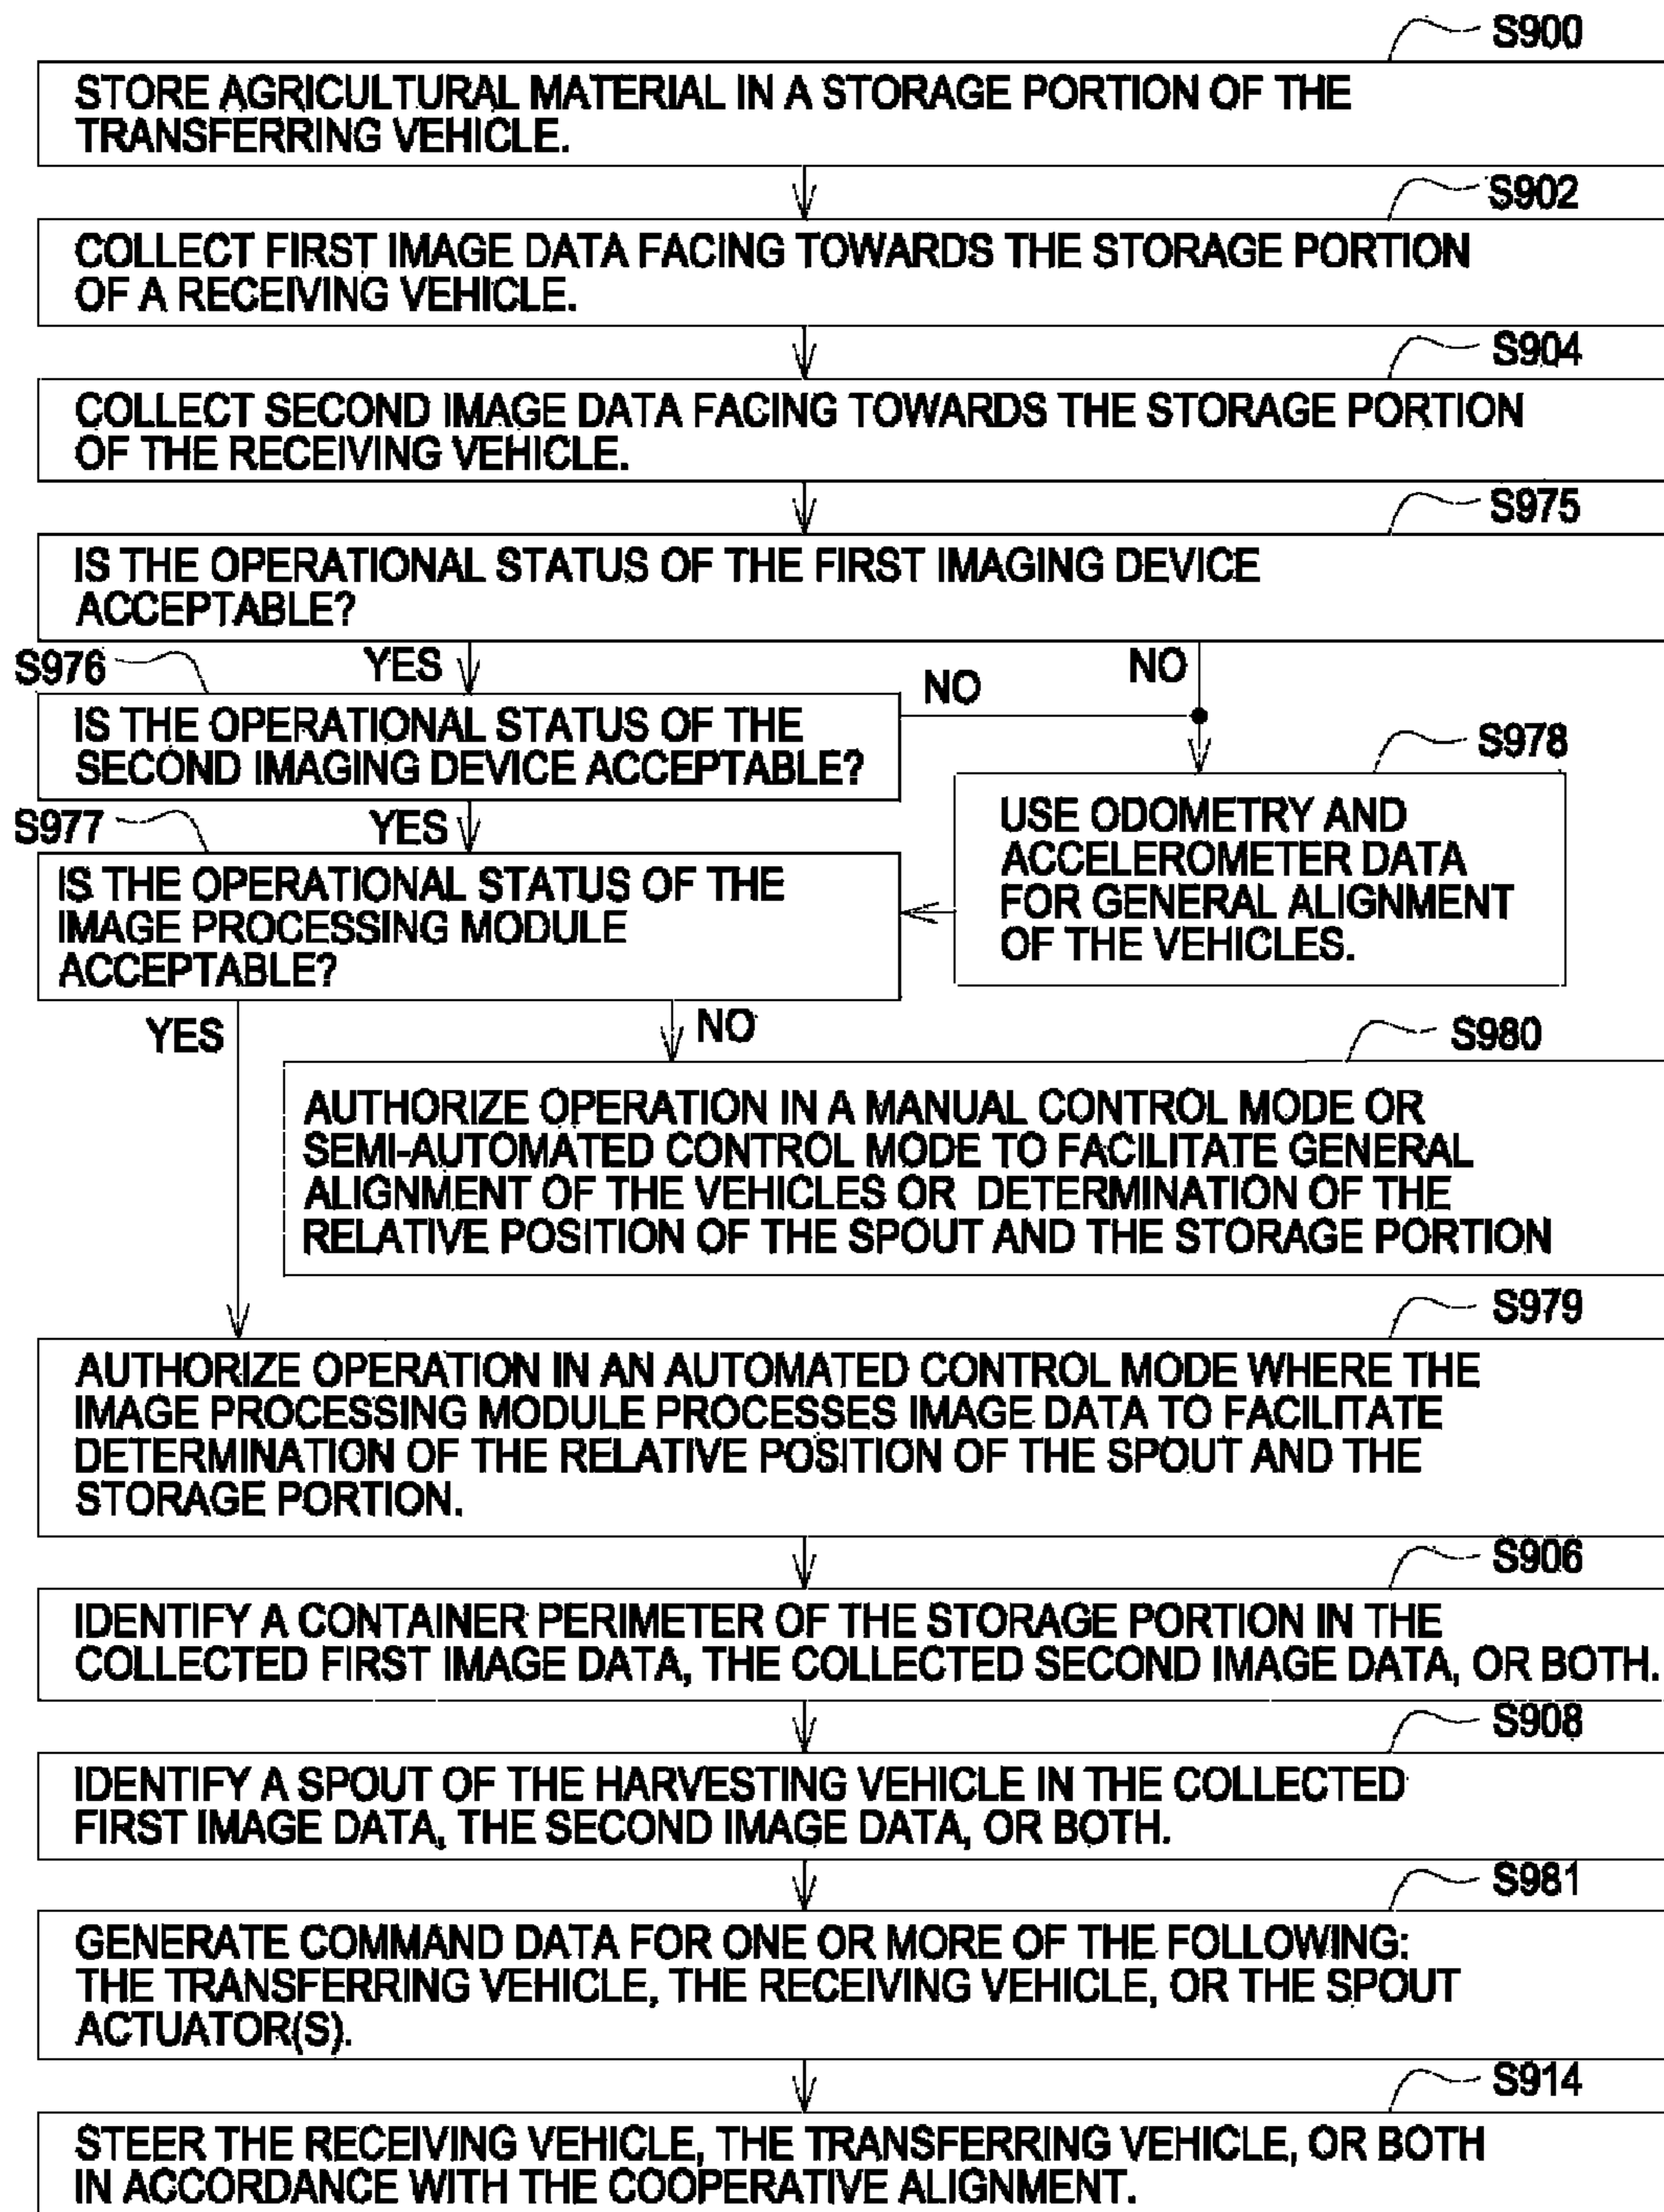 S900
STORE AGRICULTURAL MATERIAL IN A STORAGE PORTION OF THE
TRANSFERRING VEHICLE.
S902
COLLECT FIRST IMAGE DATA FACING TOWARDS THE STORAGE PORTION
OF A RECEIVING VEHICLE.
S904
COLLECT SECOND IMAGE DATA FACING TOWARDS THE STORAGE PORTION
OF THE RECEIVING VEHICLE.
S975
IS THE OPERATIONAL STATUS OF THE FIRST IMAGING DEVICE
ACCEPTABLE?
S976
YES
NO
NO
IS THE OPERATIONAL STATUS OF THE
SECOND IMAGING DEVICE ACCEPTABLE?
S978
USE ODOMETRY AND
ACCELEROMETER DATA
FOR GENERAL ALIGNMENT
OF THE VEHICLES.
S977
YES
IS THE OPERATIONAL STATUS OF THE
IMAGE PROCESSING MODULE
ACCEPTABLE?
YES
NO
S980
AUTHORIZE OPERATION IN A MANUAL CONTROL MODE OR
SEMI-AUTOMATED CONTROL MODE TO FACILITATE GENERAL
ALIGNMENT OF THE VEHICLES OR DETERMINATION OF THE
RELATIVE POSITION OF THE SPOUT AND THE STORAGE PORTION
S979
AUTHORIZE OPERATION IN AN AUTOMATED CONTROL MODE WHERE THE
IMAGE PROCESSING MODULE PROCESSES IMAGE DATA TO FACILITATE
DETERMINATION OF THE RELATIVE POSITION OF THE SPOUT AND THE
STORAGE PORTION.
S906
IDENTIFY A CONTAINER PERIMETER OF THE STORAGE PORTION IN THE
COLLECTED FIRST IMAGE DATA, THE COLLECTED SECOND IMAGE DATA, OR BOTH.
S908
IDENTIFY A SPOUT OF THE HARVESTING VEHICLE IN THE COLLECTED
FIRST IMAGE DATA, THE SECOND IMAGE DATA, OR BOTH.
S981
GENERATE COMMAND DATA FOR ONE OR MORE OF THE FOLLOWING:
THE TRANSFERRING VEHICLE, THE RECEIVING VEHICLE, OR THE SPOUT
ACTUATOR(S).
S914
STEER THE RECEIVING VEHICLE, THE TRANSFERRING VEHICLE, OR BOTH
IN ACCORDANCE WITH THE COOPERATIVE ALIGNMENT.